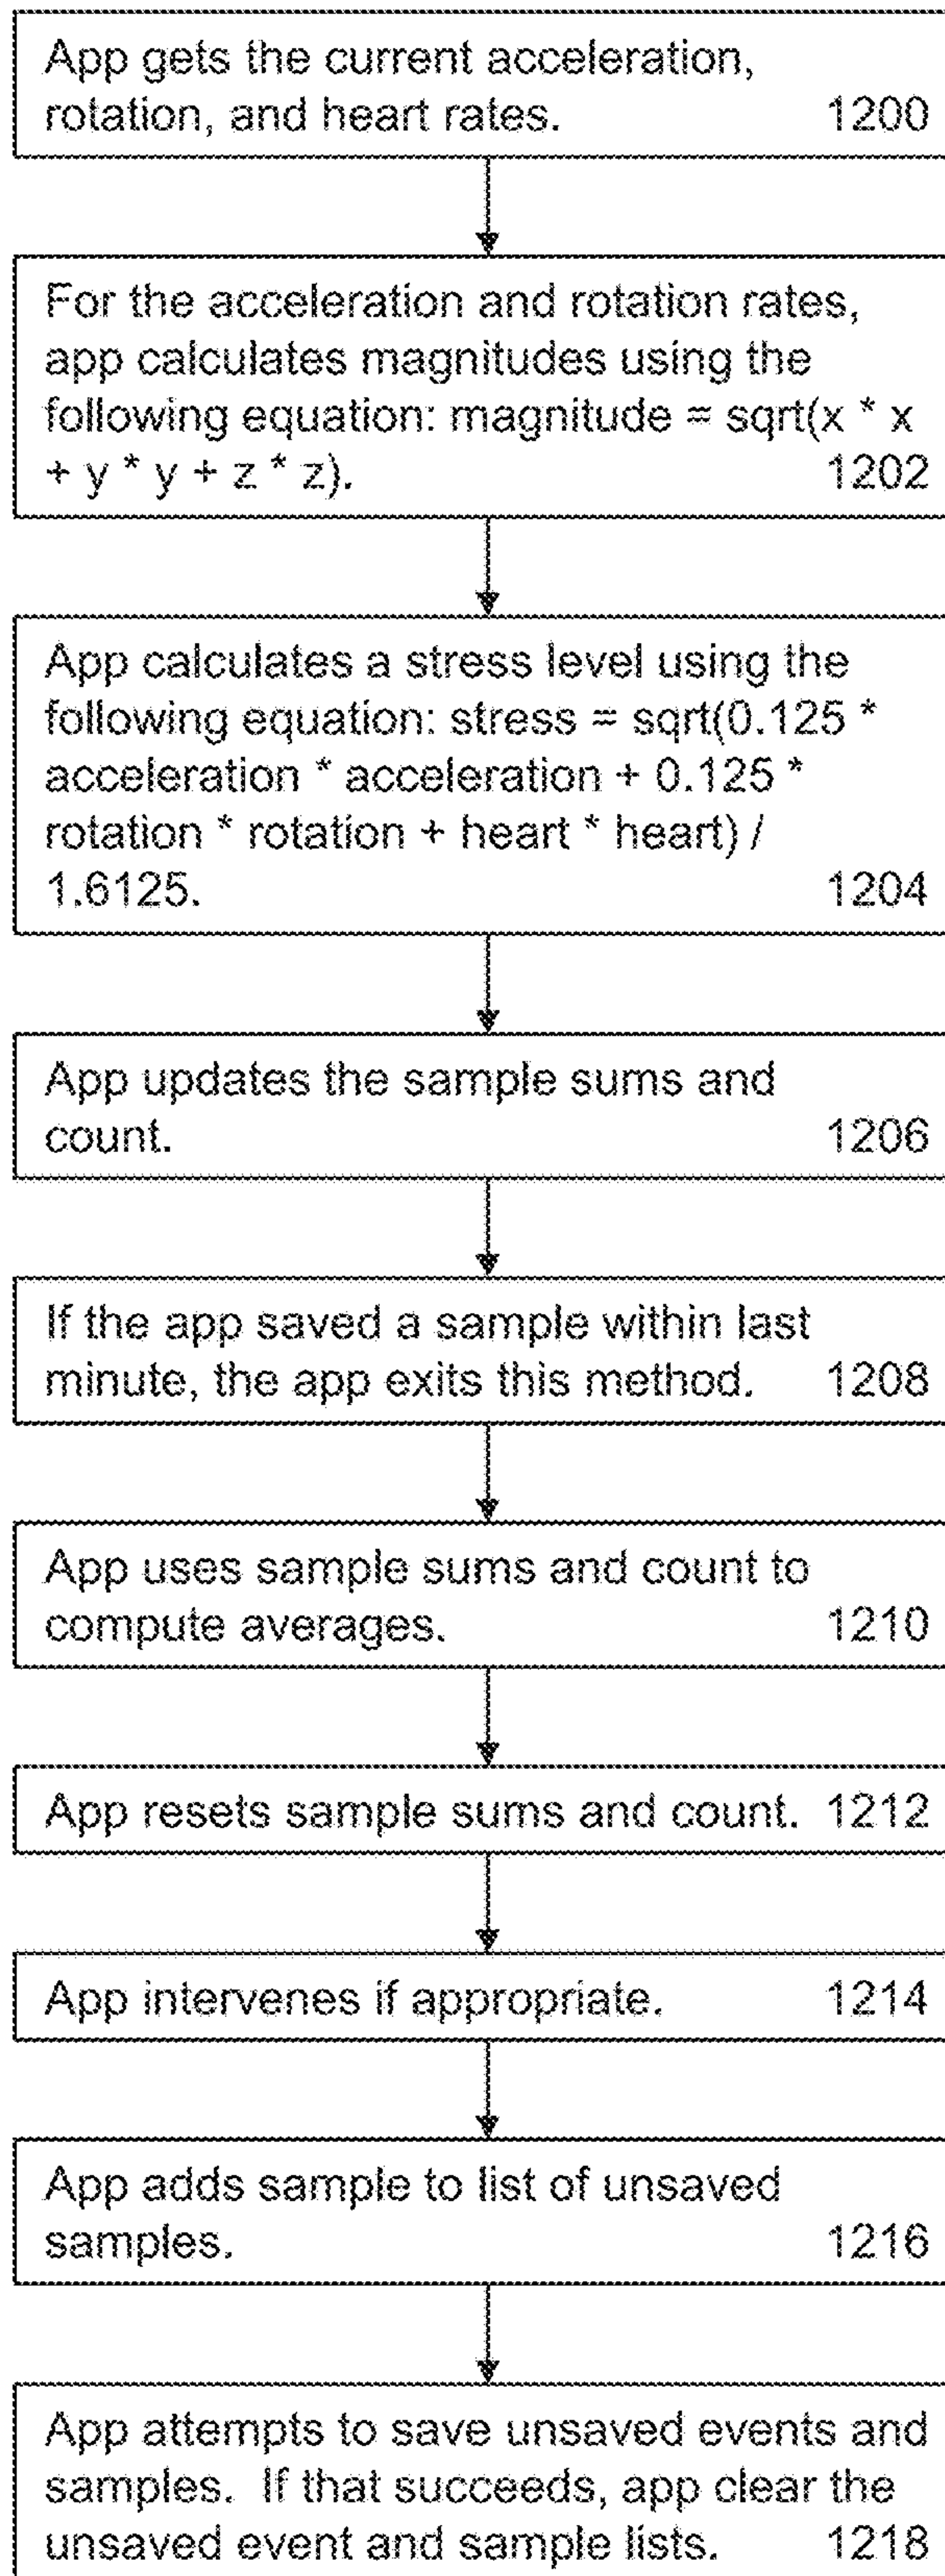 App gets the current acceleration,
rotation, and heart rates. 1200
For the acceleration and rotation rates,
app calculates magnitudes using the
following equation: magnitude = sqrt(x * x
+ y * y + z * z). 1202
App calculates a stress level using the
following equation: stress = sqrt(0.125 *
acceleration * acceleration + 0.125 *
rotation * rotation + heart * heart) /
1.6125. 1204
App updates the sample sums and
count. 1206
If the app saved a sample within last
minute, the app exits this method. 1208
App uses sample sums and count to
compute averages. 1210
App resets sample sums and count. 1212
App intervenes if appropriate. 1214
App adds sample to list of unsaved
samples. 1216
App attempts to save unsaved events and
samples.  If that succeeds, app clear the
unsaved event and sample lists. 1218